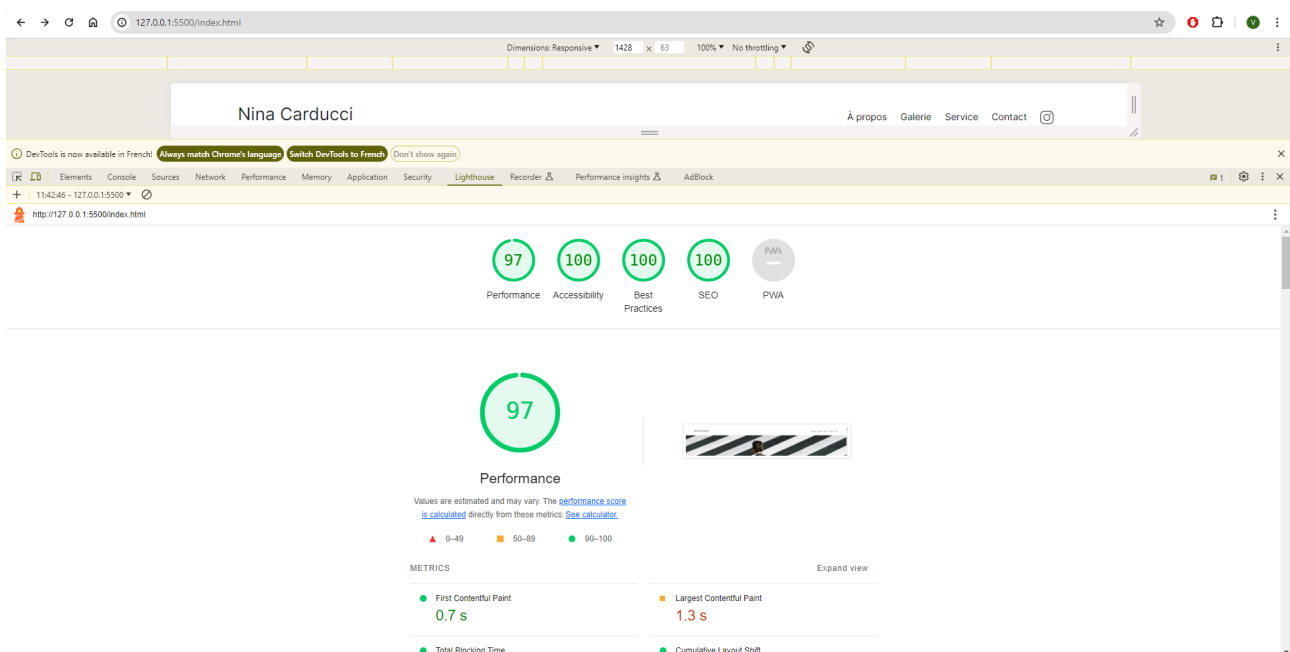 127.0.0.1:5500/index.html
V
Dimensions: Responsive ▼ 1428 x 63 100% ▼ No throttling ▼
Nina Carducci
À propos Galerie Service Contact
DevTools is now available in French! Always match Chrome's language Switch DevTools to French Don't show again
Elements Console Sources Network Performance Memory Application Security Lighthouse Recorder Performance insights AdBlock 1
11:42:46 - 127.0.0.1:5500 ▼
http://127.0.0.1:5500/index.html
97 100 100 100 PWA
Performance Accessibility Best Practices SEO PWA
97
Performance
Values are estimated and may vary. The performance score
is calculated directly from these metrics. See calculator.
0–49 50–89 90–100
METRICS Expand view
First Contentful Paint
0.7 s
Largest Contentful Paint
1.3 s
Total Blocking Time
Cumulative Layout Shift